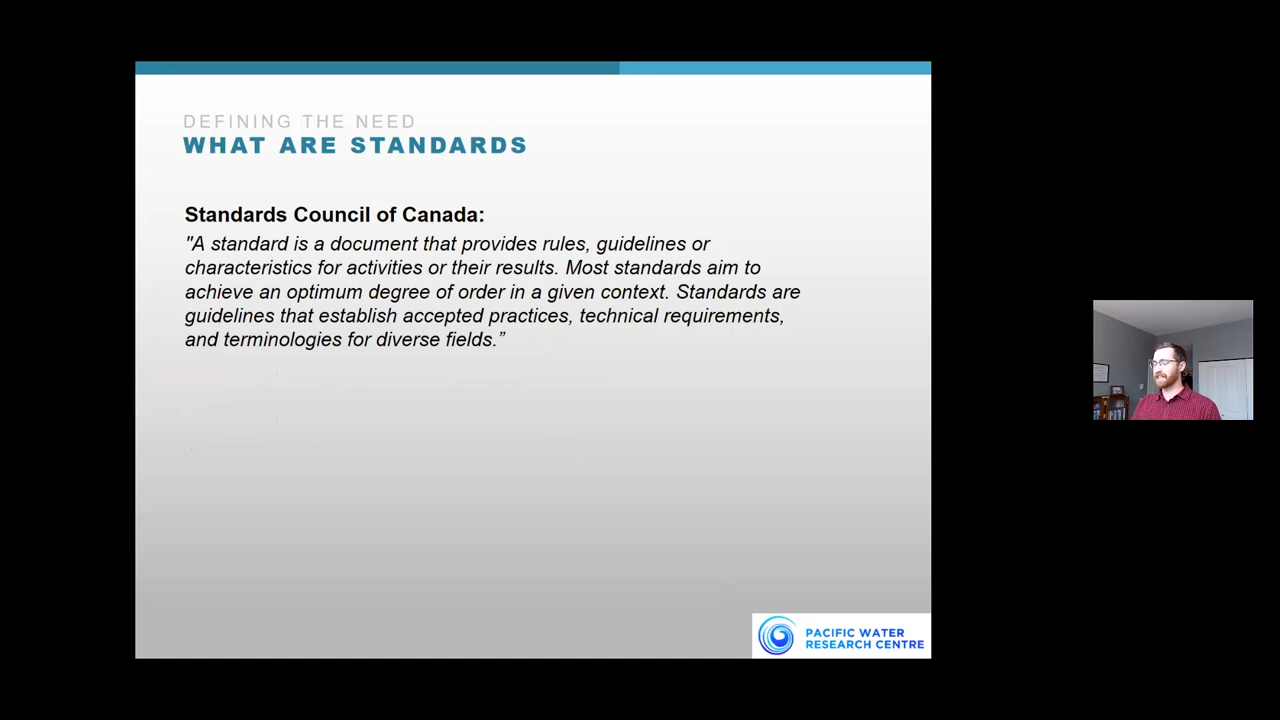 DEFINING THE NEED
WHAT ARE STANDARDS
Standards Council of Canada:
"A standard is a document that provides rules, guidelines or
characteristics for activities or their results. Most standards aim to
achieve an optimum degree of order in a given context. Standards are
guidelines that establish accepted practices, technical requirements,
and terminologies for diverse fields.”
PACIFIC WATER
RESEARCH CENTRE